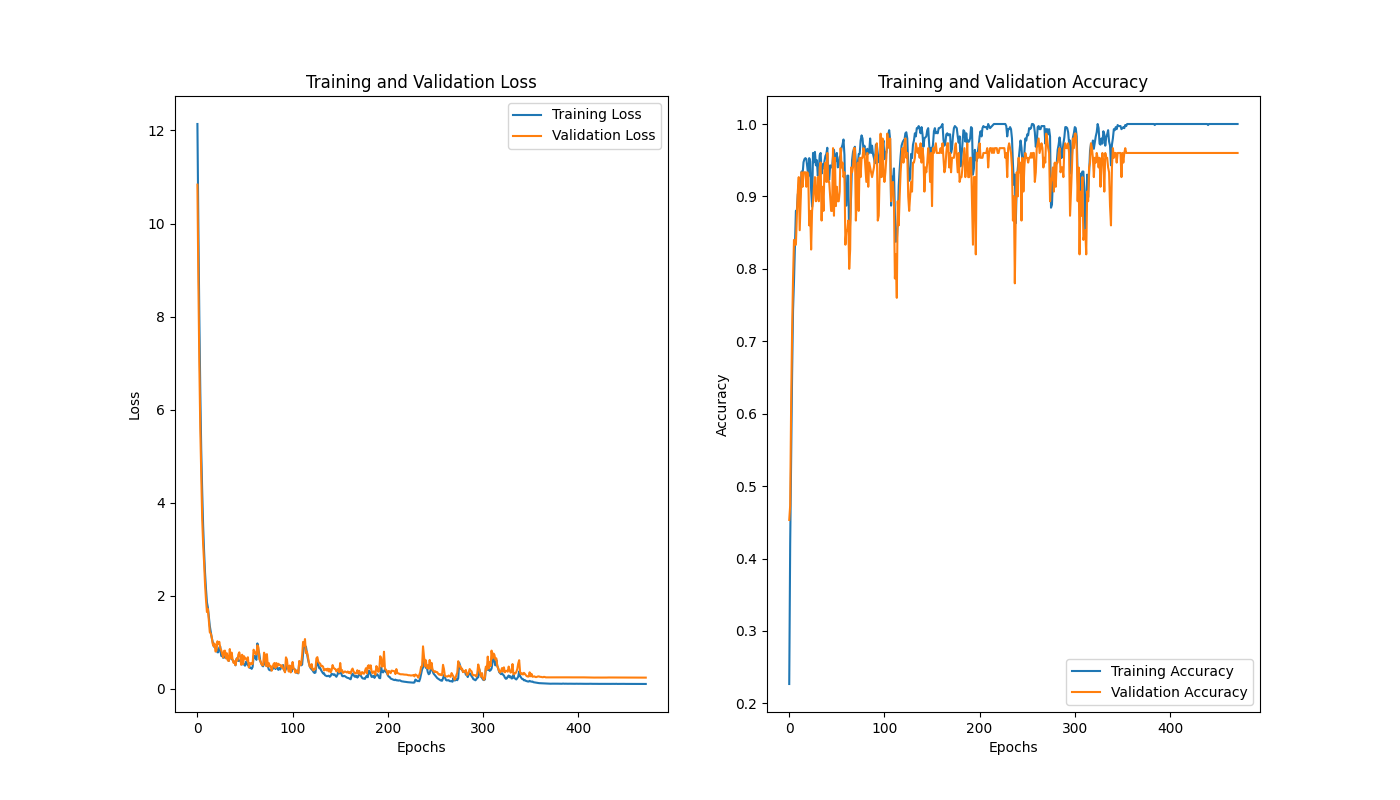 Training and Validation Loss
Training Loss
Validation Loss
12
10
8
6
4
2
0
Loss
0 100 200 300 400
Epochs
Training and Validation Accuracy
1.0
0.9
0.8
0.7
0.6
0.5
0.4
0.3
0.2
Accuracy
Training Accuracy
Validation Accuracy
0 100 200 300 400
Epochs